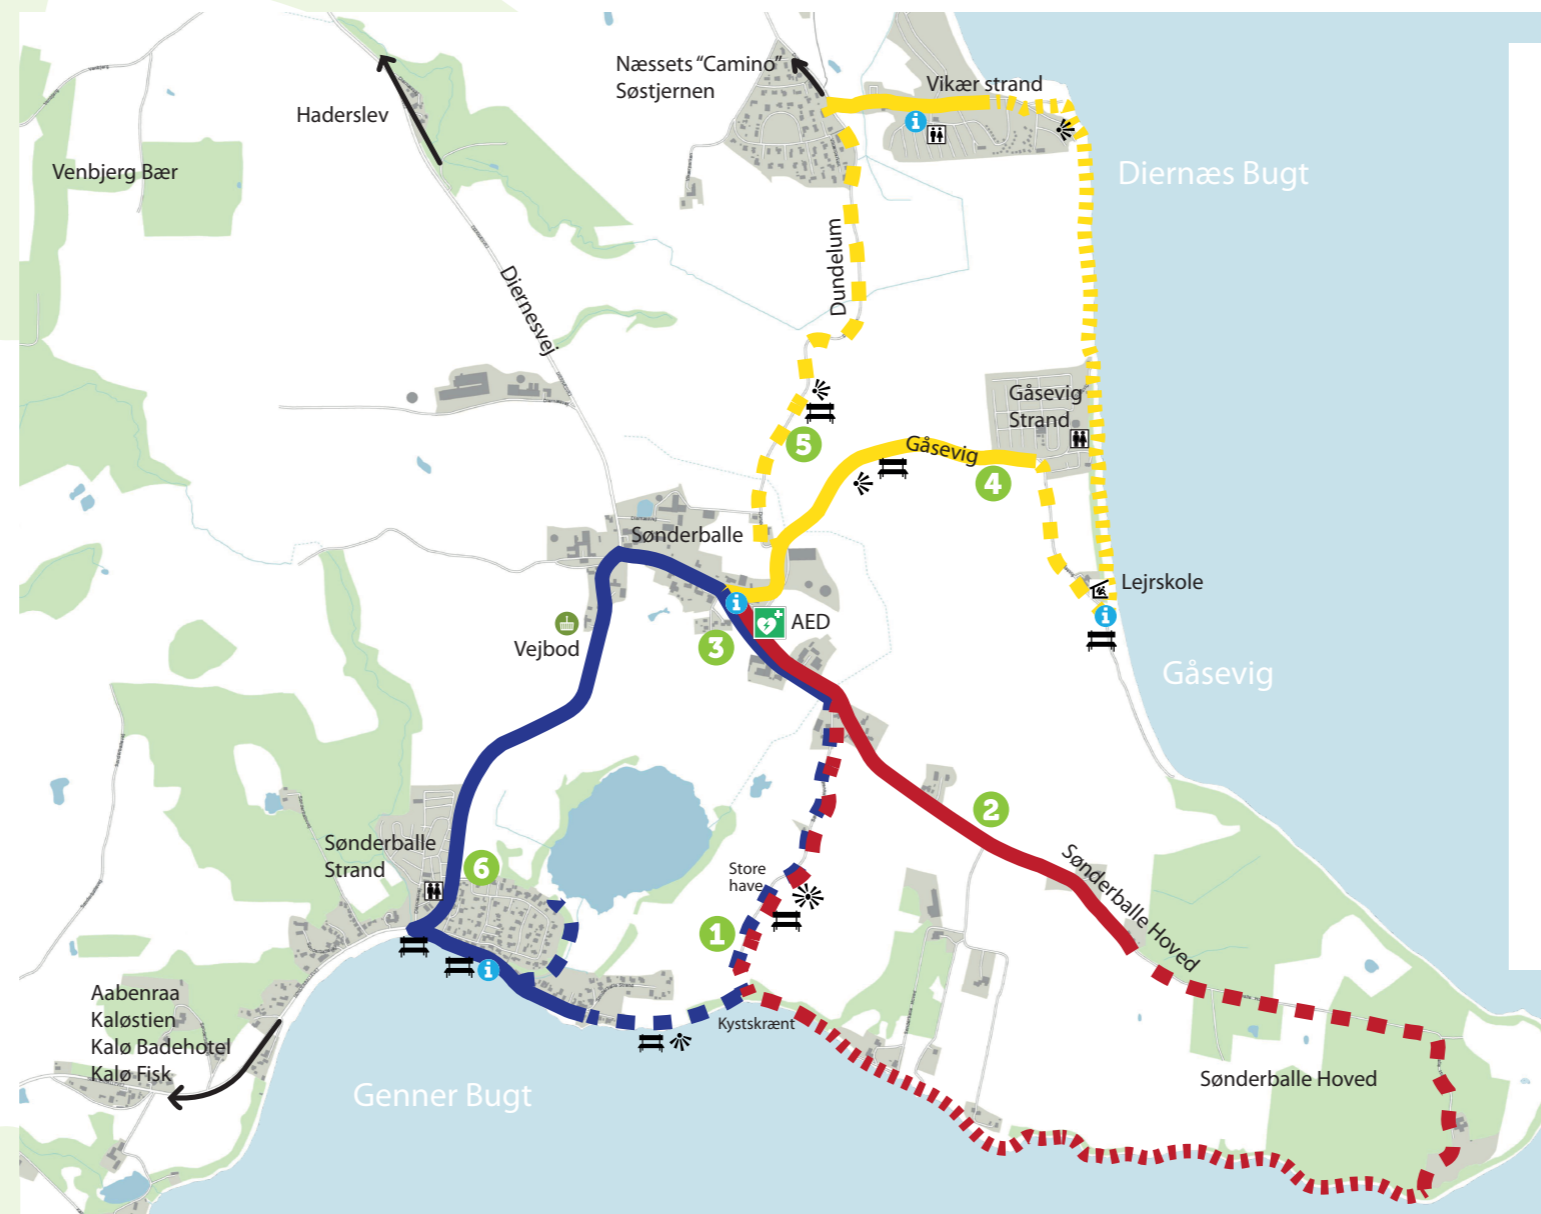 Næssets “Camino”
Søstjernen
Vikær strand
Haderslev
Venbjerg Bær
Diernæs Bugt
Dundelum
Diernesvej
Gåsevig
Strand
5
Gåsevig
4
Sønderballe
Lejrskole
AED
Vejbod
3
Gåsevig
2
Sønderballe
Strand
6
Store
have
Sønderballe Hoved
1
Aabenraa
Kaløstien
Kalø Badehotel
Kalø Fisk
Kystskrænt
Sønderballe Hoved
Genner Bugt